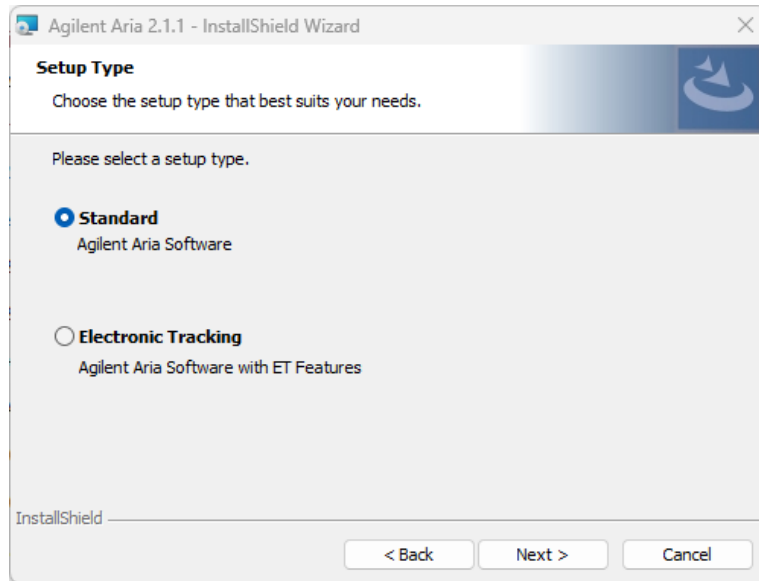 Agilent Aria 2.1.1 - InstallShield Wizard
Setup Type
Choose the setup type that best suits your needs.
Please select a setup type.
Standard
Agilent Aria Software
Electronic Tracking
Agilent Aria Software with ET Features
InstallShield
< Back
Next >
Cancel